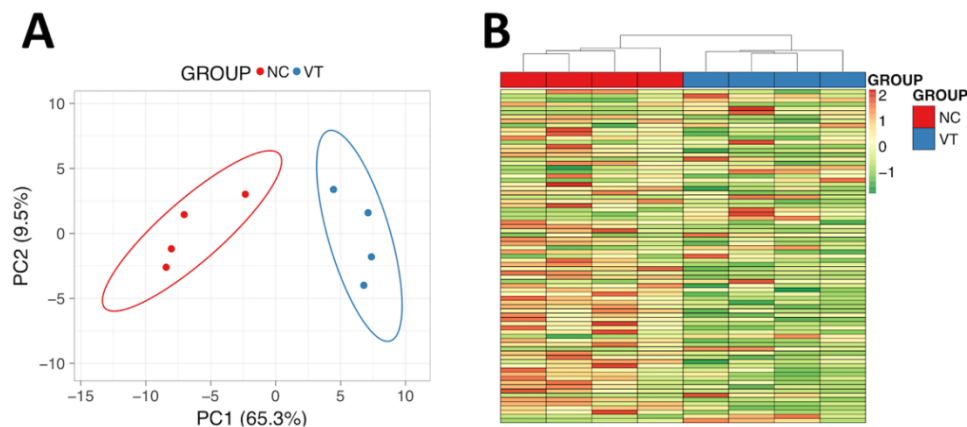 A
GROUP NC VT
10
5
0
−5
−10
PC2 (9.5%)
−15 −10 −5 0 5 10
PC1 (65.3%)
B
GROUP
2
1
0
−1
GROUP
NC
VT